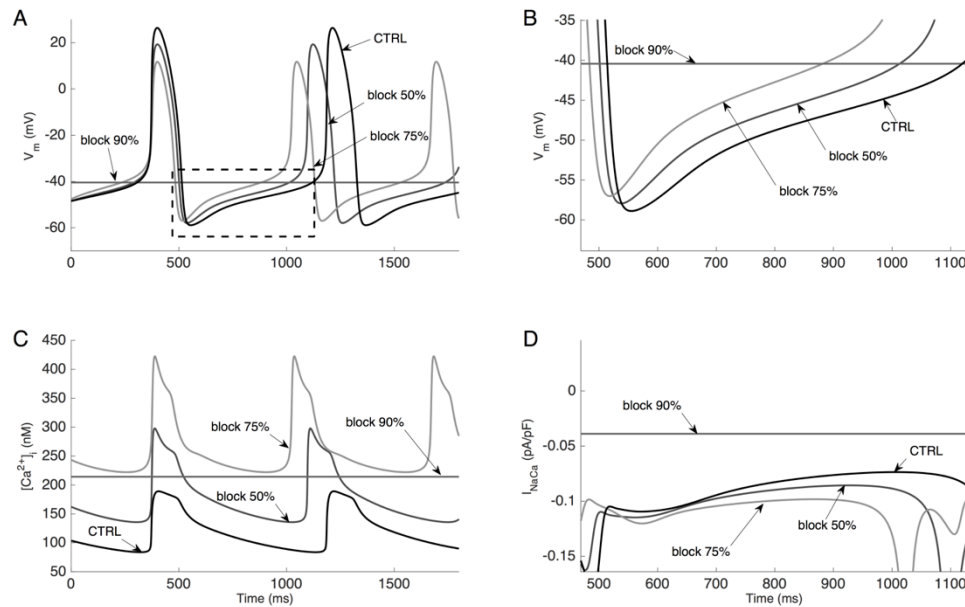 A
40
20
0
-20
-40
-60
V_m (mV)
CTRL
block 50%
block 75%
block 90%
0
500
1000
1500
B
-35
-40
-45
-50
-55
-60
V_m (mV)
block 90%
CTRL
block 50%
block 75%
500
600
700
800
900
1000
1100
C
450
400
350
300
250
200
150
100
50
[Ca²⁺]ᵢ (nM)
block 75%
block 90%
block 50%
CTRL
0
500
1000
1500
Time (ms)
D
0
-0.05
-0.1
-0.15
I_NaCa (pA/pF)
block 90%
CTRL
block 50%
block 75%
500
600
700
800
900
1000
1100
Time (ms)